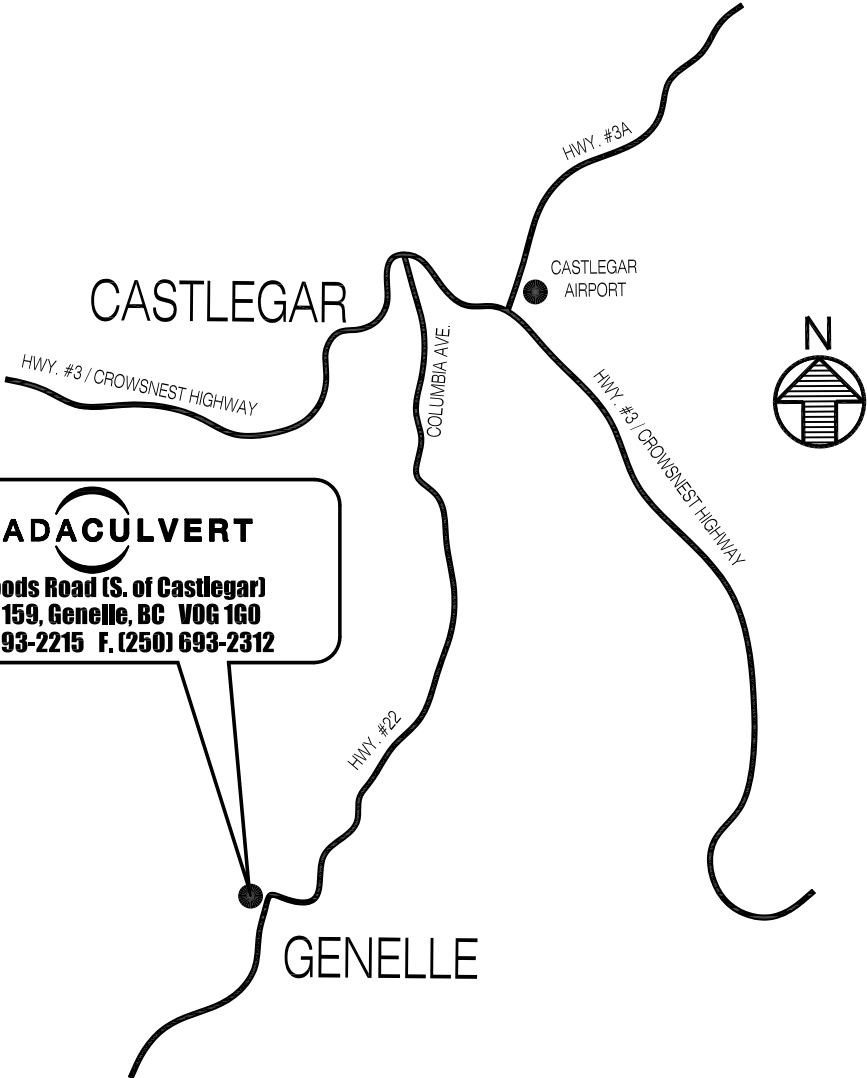 HWY. #3A
CASTLEGAR
AIRPORT
CASTLEGAR
N
HWY. #3 / CROWSNEST HIGHWAY
COLUMBIA AVE.
HWY. #3 / CROWSNEST HIGHWAY
ADACULVERT
oods Road (S. of Castlegar)
159, Genelle, BC V0G 1G0
93-2215 F. (250) 693-2312
HWY. #22
GENELLE